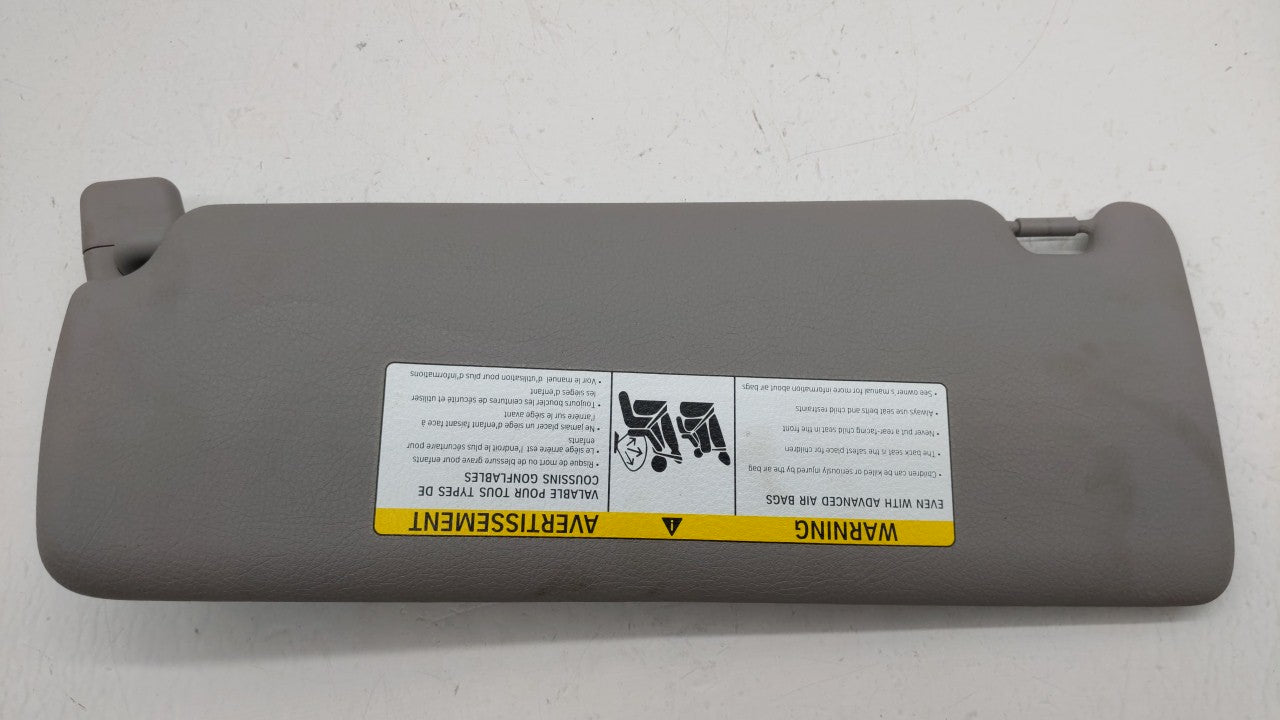 WARNING
EVEN WITH ADVANCED AIR BAGS
• Children can be killed or seriously injured by the air bag
• The back seat is the safest place for children
• Never put a rear-facing child seat in the front
• Always use seat belts and child restraints
• See owner's manual for more information about air bags
AVERTISSEMENT
VALABLE POUR TOUS TYPES DE
COUSSINS GONFLABLES
• Risque de mort ou de blessure grave pour enfants
• Le siège arrière est l'endroit le plus sécuritaire pour
enfants
• Ne jamais placer un siège d'enfant faisant face à
l'arrière sur le siège avant
• Toujours boucler les ceintures de sécurité et utiliser
les sièges d'enfant
• Voir le manuel d'utilisation pour plus d'informations